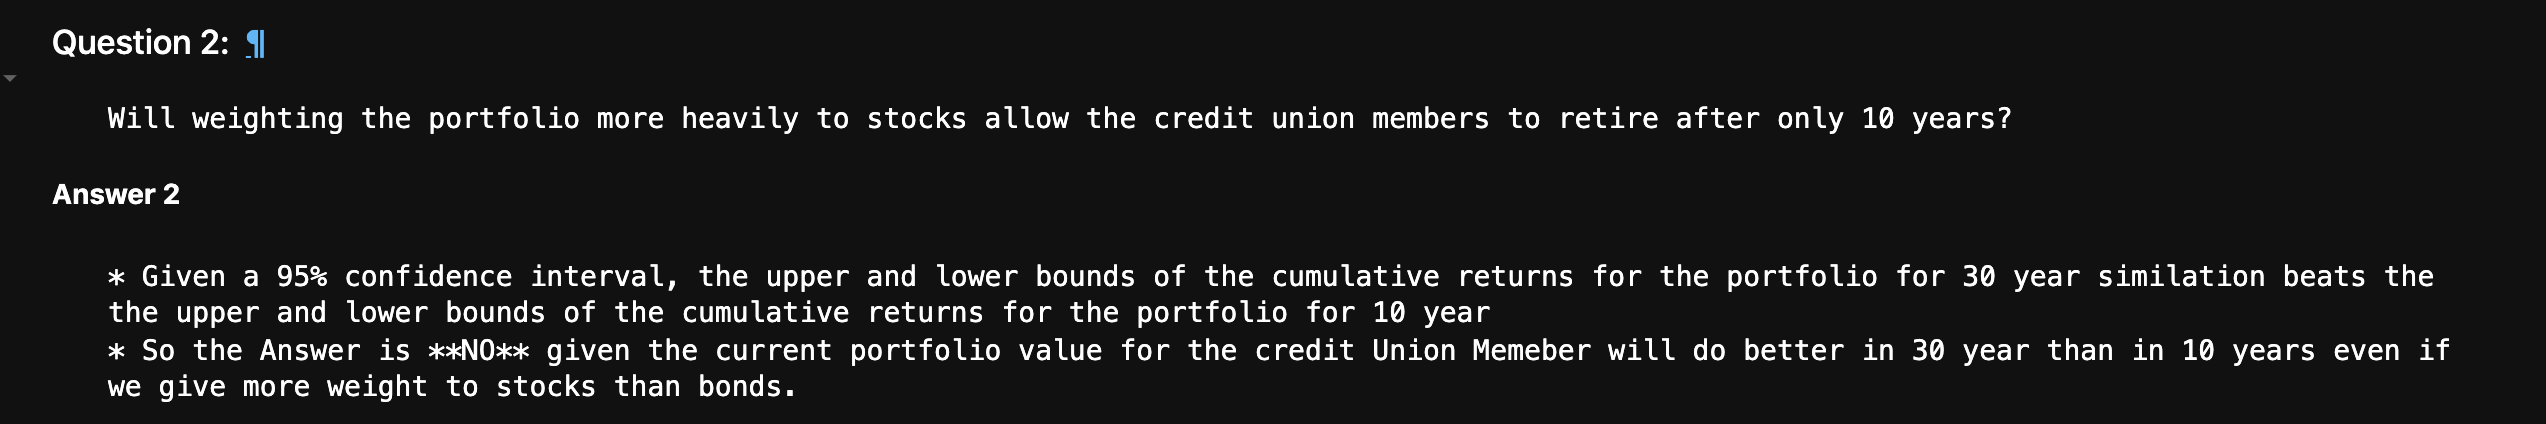 Question 2: ¶
Will weighting the portfolio more heavily to stocks allow the credit union members to retire after only 10 years?
Answer 2
* Given a 95% confidence interval, the upper and lower bounds of the cumulative returns for the portfolio for 30 year similation beats the
the upper and lower bounds of the cumulative returns for the portfolio for 10 year
* So the Answer is **NO** given the current portfolio value for the credit Union Memeber will do better in 30 year than in 10 years even if
we give more weight to stocks than bonds.